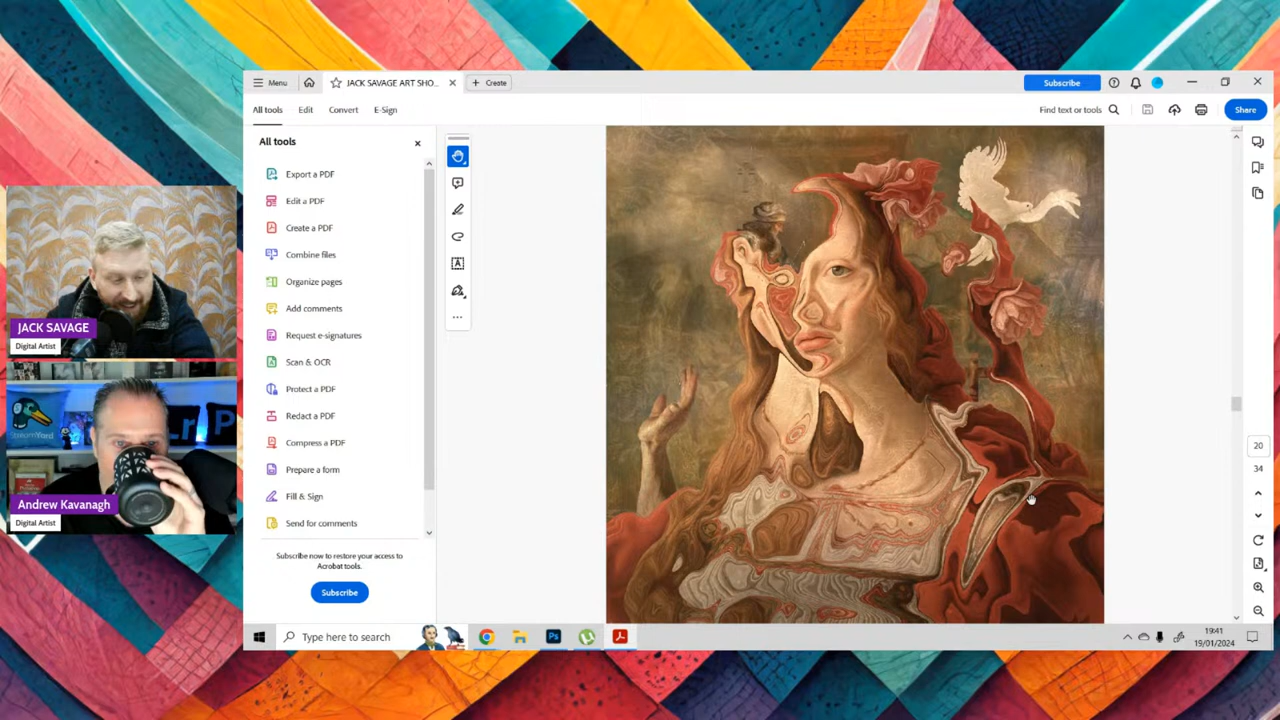 Menu
JACK SAVAGE ART SHO...
Create
Subscribe
All tools
Edit
Convert
E-Sign
Find text or tools
Share
All tools
Export a PDF
Edit a PDF
Create a PDF
Combine files
Organize pages
Add comments
Request e-signatures
Scan & OCR
Protect a PDF
Redact a PDF
Compress a PDF
Prepare a form
Fill & Sign
Send for comments
Subscribe now to restore your access to
Acrobat tools.
Subscribe
20
34
JACK SAVAGE
Digital Artist
StreamYard
Lr
P
Andrew Kavanagh
Digital Artist
Type here to search
Ps
19:41
19/01/2024